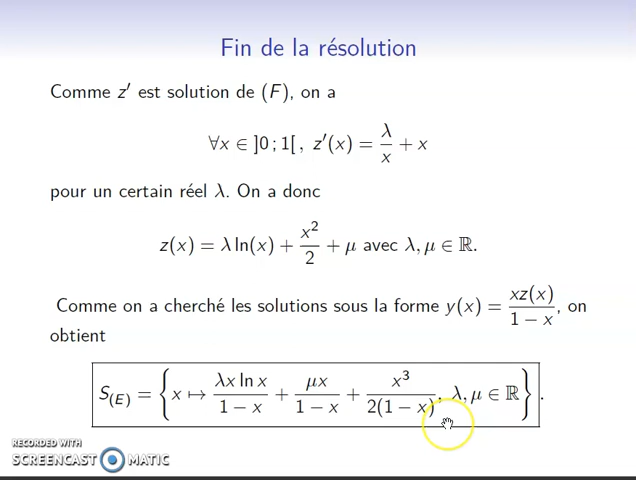 Fin de la résolution
Comme z′ est solution de (F), on a
∀x ∈ ]0 ; 1[ , z′(x) = λ/x + x
pour un certain réel λ. On a donc
z(x) = λ ln(x) + x²/2 + μ avec λ, μ ∈ ℝ.
Comme on a cherché les solutions sous la forme y(x) = xz(x)/(1 − x), on
obtient
S(E) = { x ↦ λx ln x/(1 − x) + μx/(1 − x) + x³/(2(1 − x)), λ, μ ∈ ℝ } .
RECORDED WITH
SCREENCAST MATIC